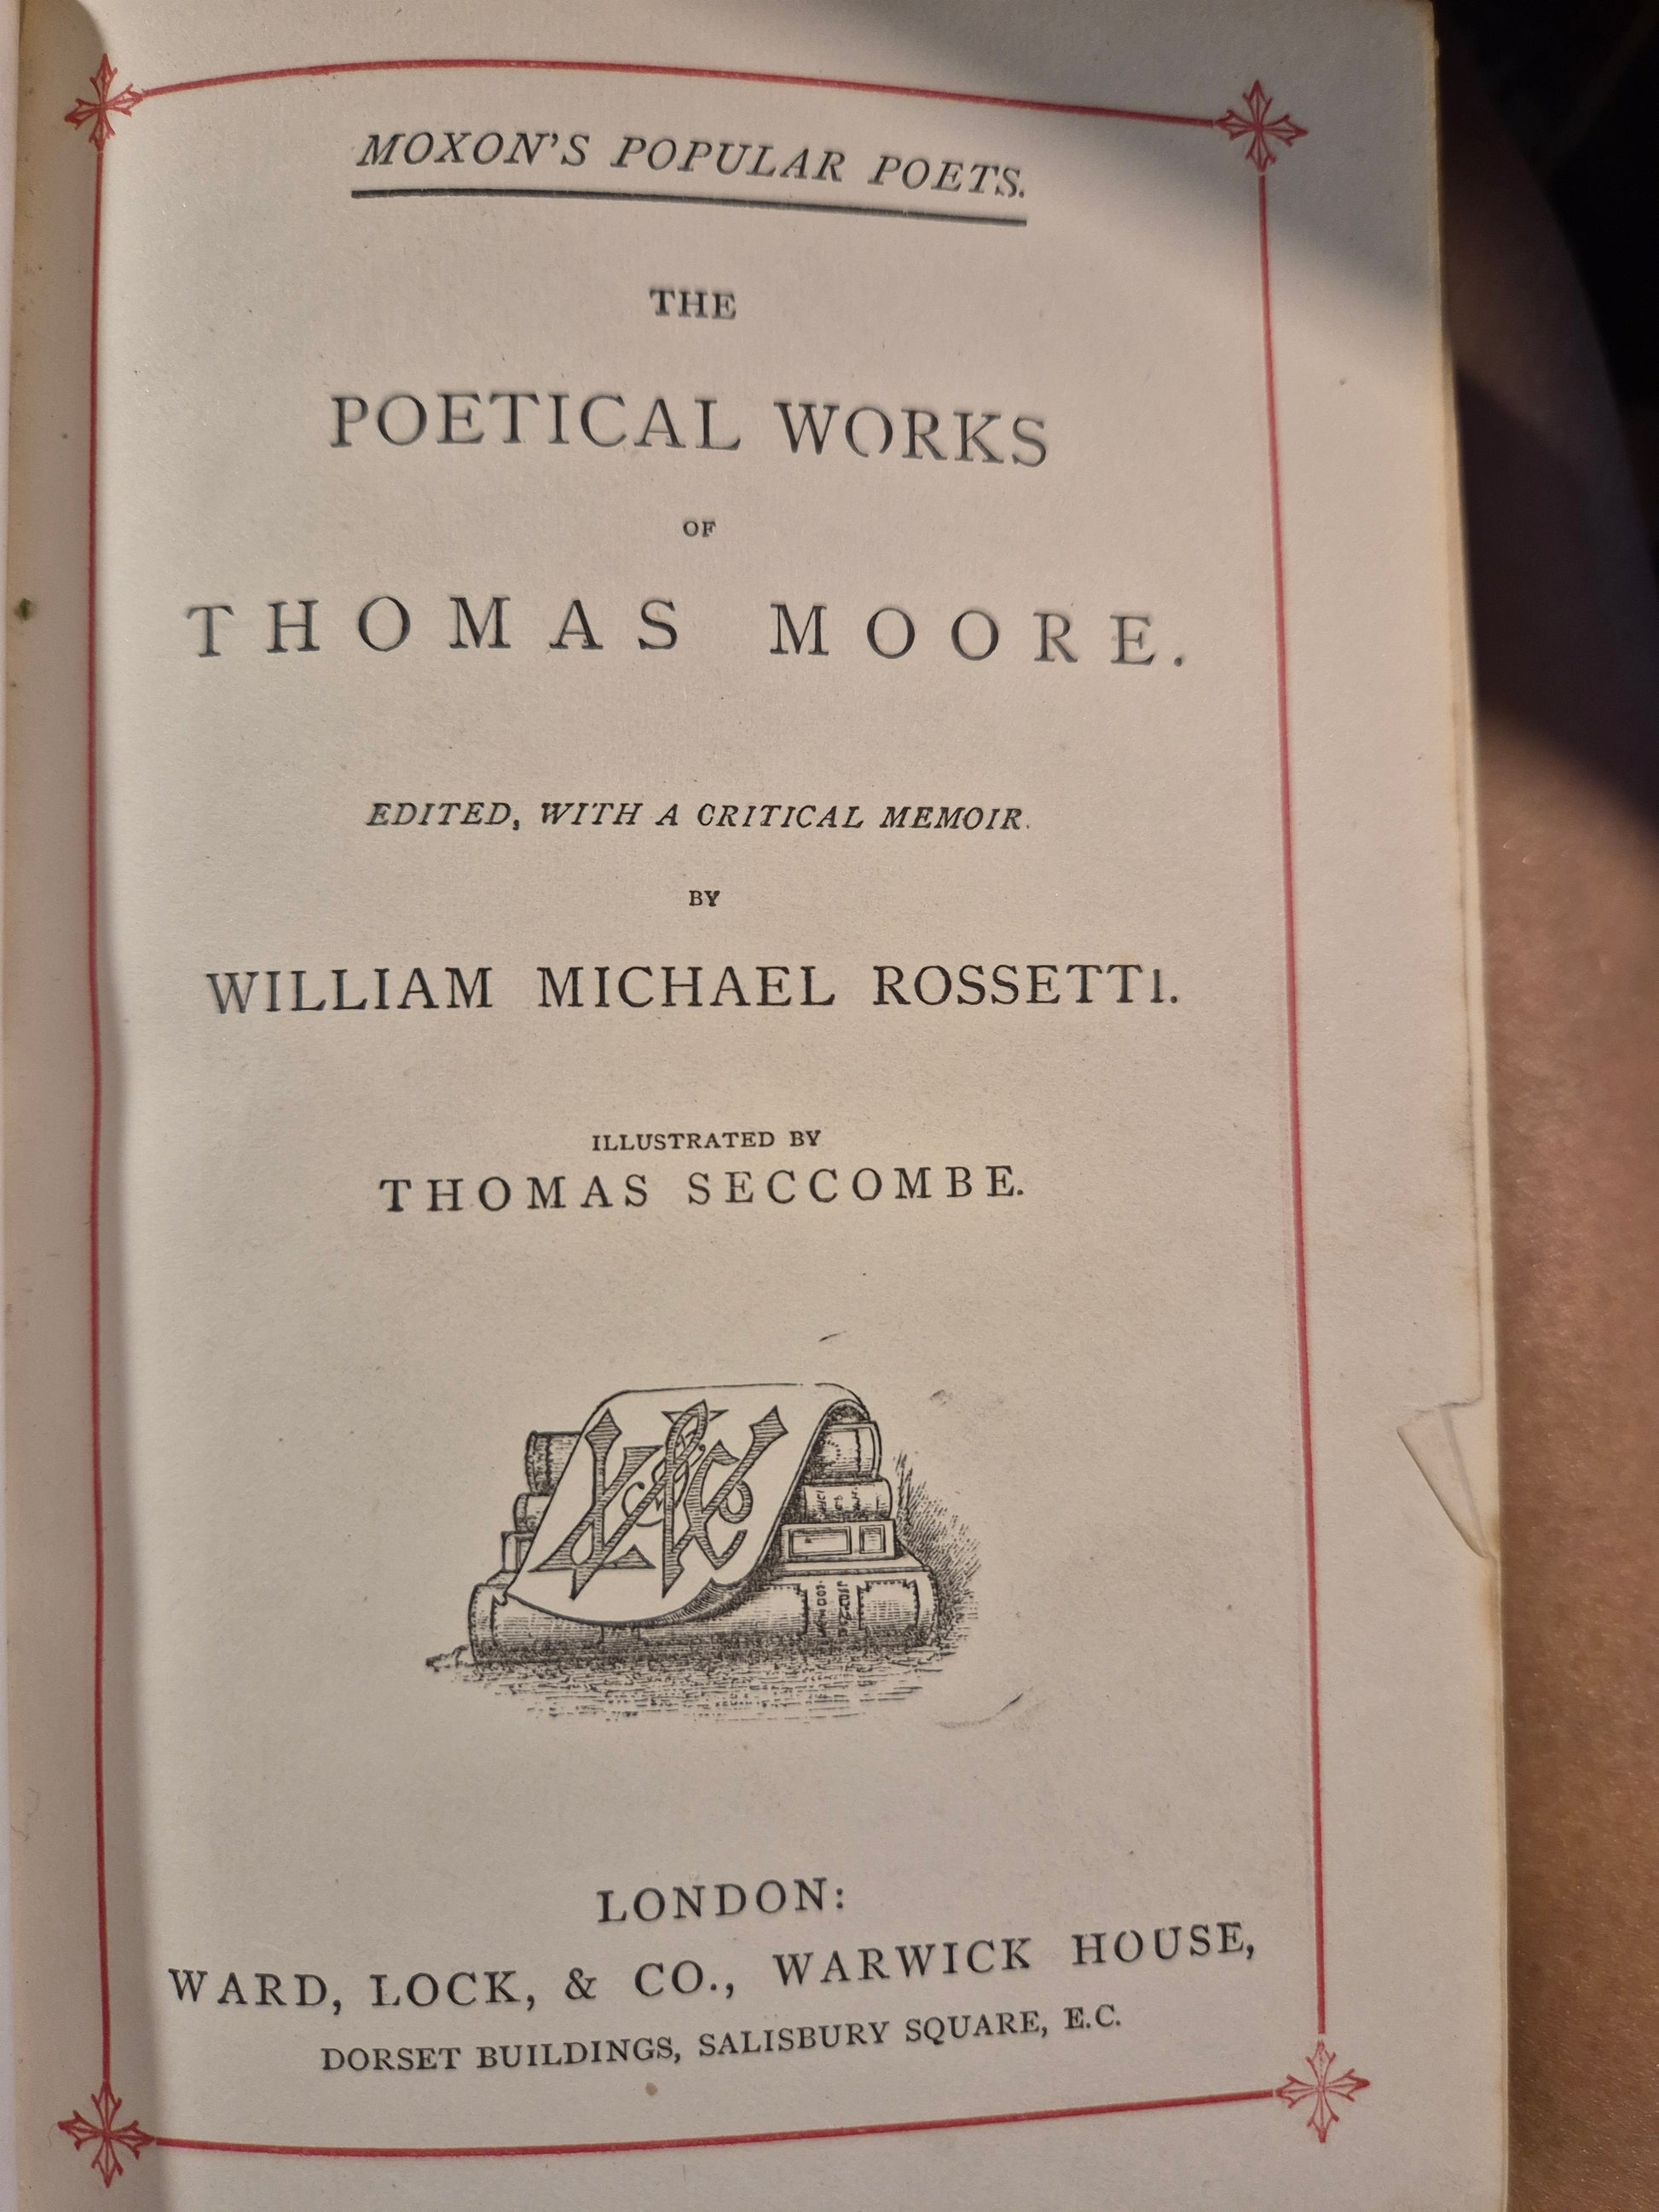 MOXON'S POPULAR POETS.
THE
POETICAL WORKS
OF
THOMAS MOORE.
EDITED, WITH A CRITICAL MEMOIR.
BY
WILLIAM MICHAEL ROSSETTI.
ILLUSTRATED BY
THOMAS SECCOMBE.
LONDON:
WARD, LOCK, & CO., WARWICK HOUSE,
DORSET BUILDINGS, SALISBURY SQUARE, E.C.